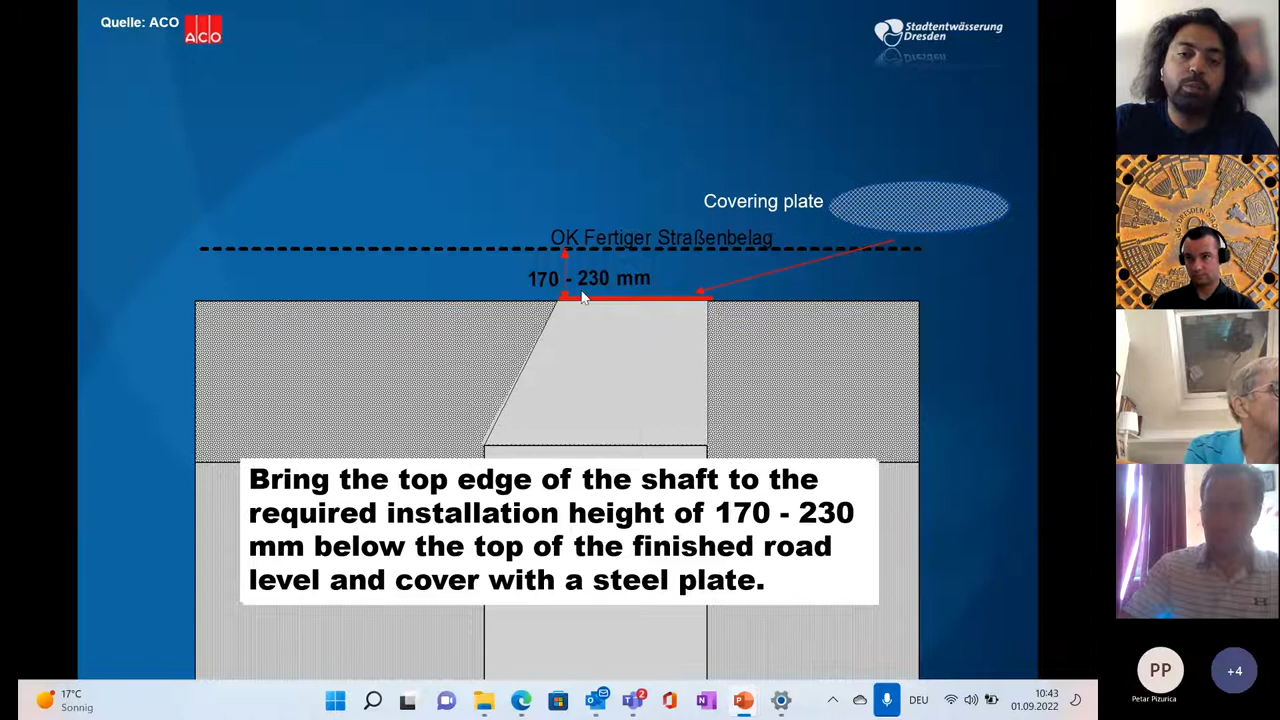 Quelle: ACO
ACO
Stadtentwässerung
Dresden
Covering plate
OK Fertiger Straßenbelag
170 - 230 mm
Bring the top edge of the shaft to the
required installation height of 170 - 230
mm below the top of the finished road
level and cover with a steel plate.
PP
Petar Pizurica
+4
17°C
Sonnig
2
DEU
10:43
01.09.2022